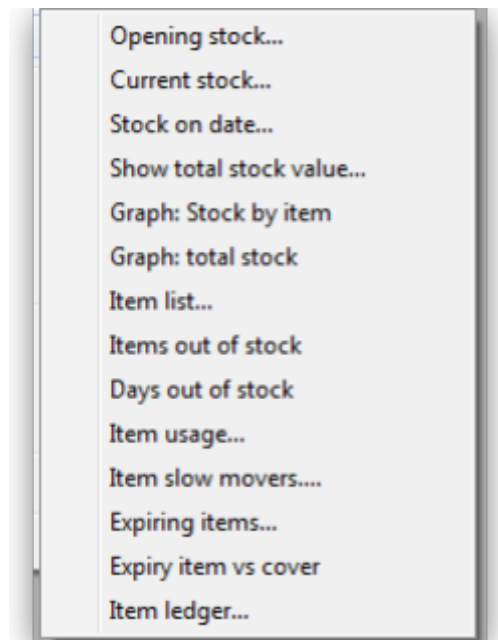 Opening stock...
Current stock...
Stock on date...
Show total stock value...
Graph: Stock by item
Graph: total stock
Item list...
Items out of stock
Days out of stock
Item usage...
Item slow movers....
Expiring items...
Expiry item vs cover
Item ledger...